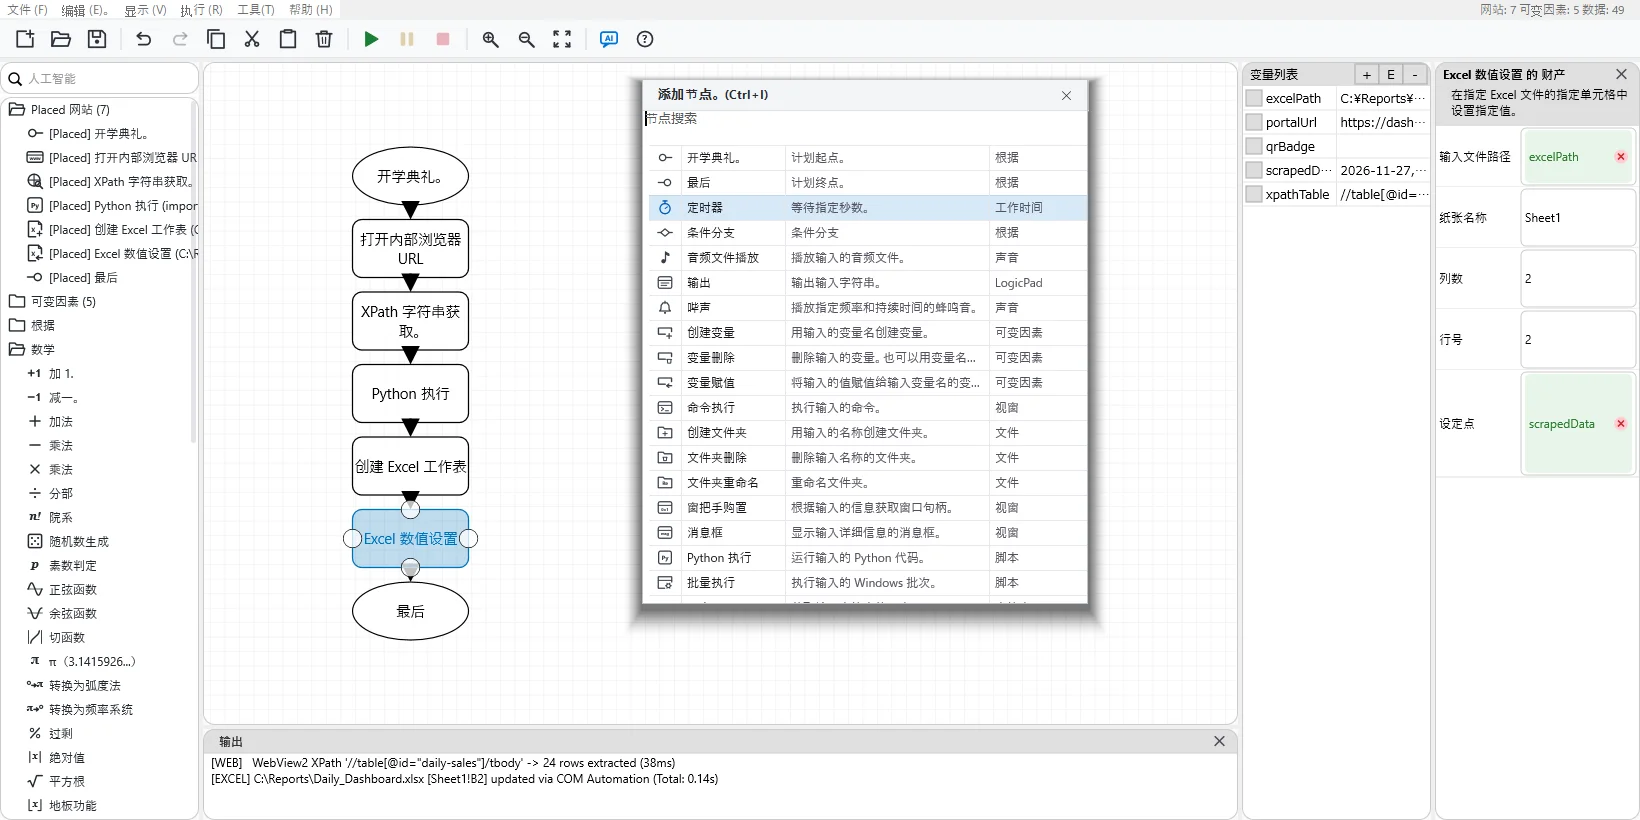 文件 (F) 编辑 (E)。 显示 (V) 执行 (R) 工具(T) 帮助 (H)
网站: 7 可变因素: 5 数据: 49
人工智能
Placed 网站 (7)
[Placed] 开学典礼。
[Placed] 打开内部浏览器 UR
[Placed] XPath 字符串获取。
[Placed] Python 执行 (impor
[Placed] 创建 Excel 工作表 (C
[Placed] Excel 数值设置 (C:\R
[Placed] 最后
可变因素 (5)
根据
数学
+1 加 1.
−1 减一。
加法
乘法
乘法
分部
n! 院系
随机数生成
p 素数判定
正弦函数
余弦函数
切函数
π π（3.1415926...）
转换为弧度法
转换为频率系统
% 过剩
|x| 绝对值
平方根
⌊x⌋ 地板功能
开学典礼。
打开内部浏览器
URL
XPath 字符串获
取。
Python 执行
创建 Excel 工作表
Excel 数值设置
最后
添加节点。(Ctrl+I)
节点搜索
开学典礼。 计划起点。 根据
最后 计划终点。 根据
定时器 等待指定秒数。 工作时间
条件分支 条件分支 根据
音频文件播放 播放输入的音频文件。 声音
输出 输出输入字符串。 LogicPad
哔声 播放指定频率和持续时间的蜂鸣音。 声音
创建变量 用输入的变量名创建变量。 可变因素
变量删除 删除输入的变量。也可以用变量名... 可变因素
变量赋值 将输入的值赋值给输入变量名的变... 可变因素
命令执行 执行输入的命令。 视窗
创建文件夹 用输入的名称创建文件夹。 文件
文件夹删除 删除输入名称的文件夹。 文件
文件夹重命名 重命名文件夹。 文件
窗把手购置 根据输入的信息获取窗口句柄。 视窗
消息框 显示输入详细信息的消息框。 视窗
Python 执行 运行输入的 Python 代码。 脚本
批量执行 执行输入的 Windows 批次。 脚本
输出
[WEB] WebView2 XPath '//table[@id="daily-sales"]/tbody' -> 24 rows extracted (38ms)
[EXCEL] C:\Reports\Daily_Dashboard.xlsx [Sheet1!B2] updated via COM Automation (Total: 0.14s)
变量列表 + E -
excelPath C:¥Reports¥···
portalUrl https://dash···
qrBadge
scrapedD··· 2026-11-27,···
xpathTable //table[@id=···
Excel 数值设置 的 财产
在指定 Excel 文件的指定单元格中
设置指定值。
输入文件路径 excelPath
纸张名称 Sheet1
列数 2
行号 2
设定点 scrapedData